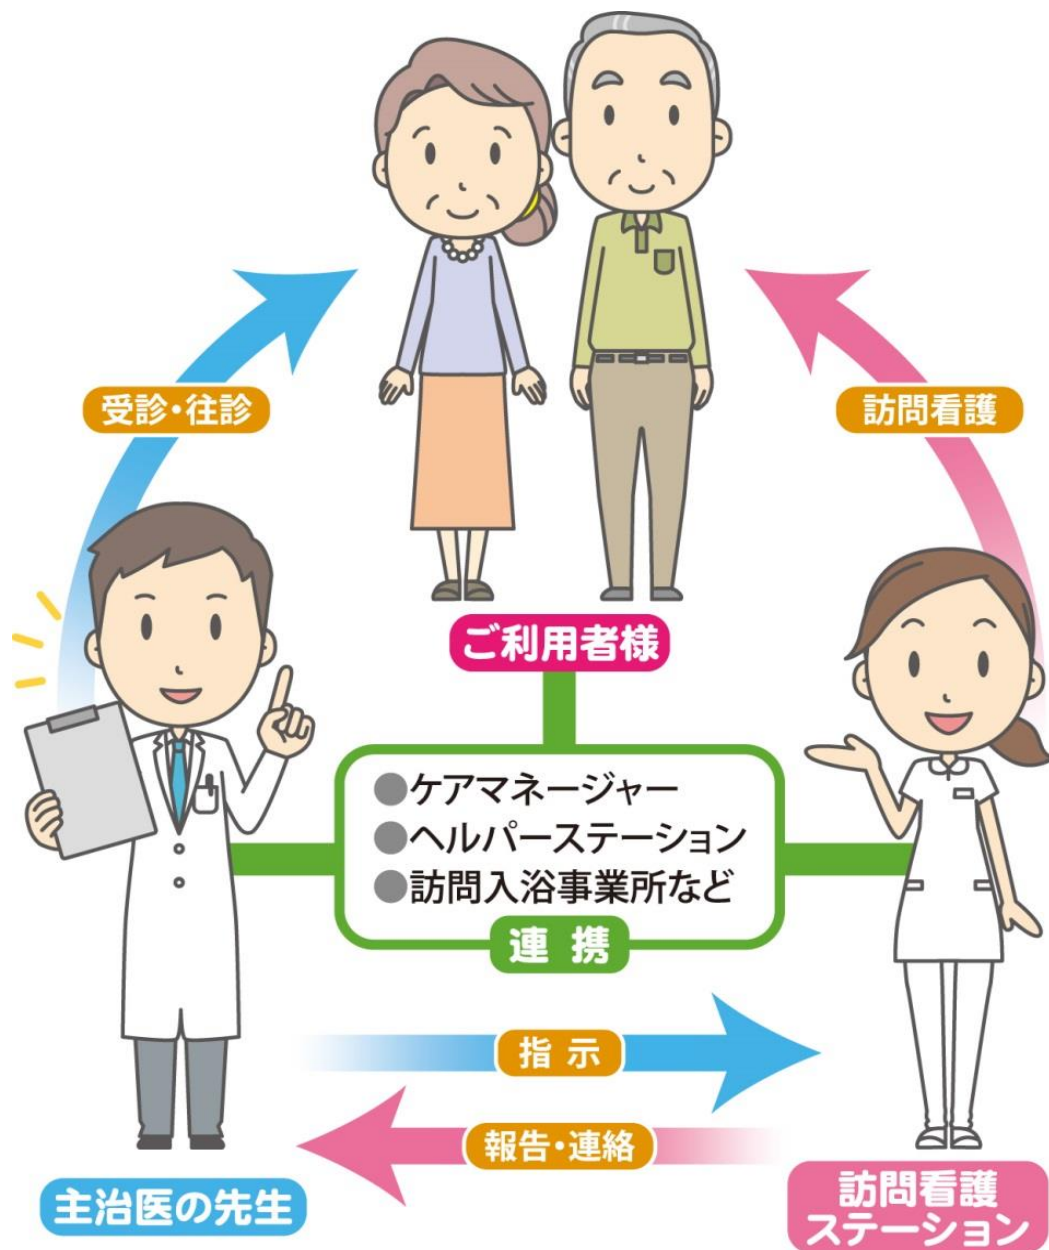 受診・往診
訪問看護
ご利用者様
●ケアマネージャー
●ヘルパーステーション
●訪問入浴事業所など
連携
指示
報告・連絡
主治医の先生
訪問看護
ステーション